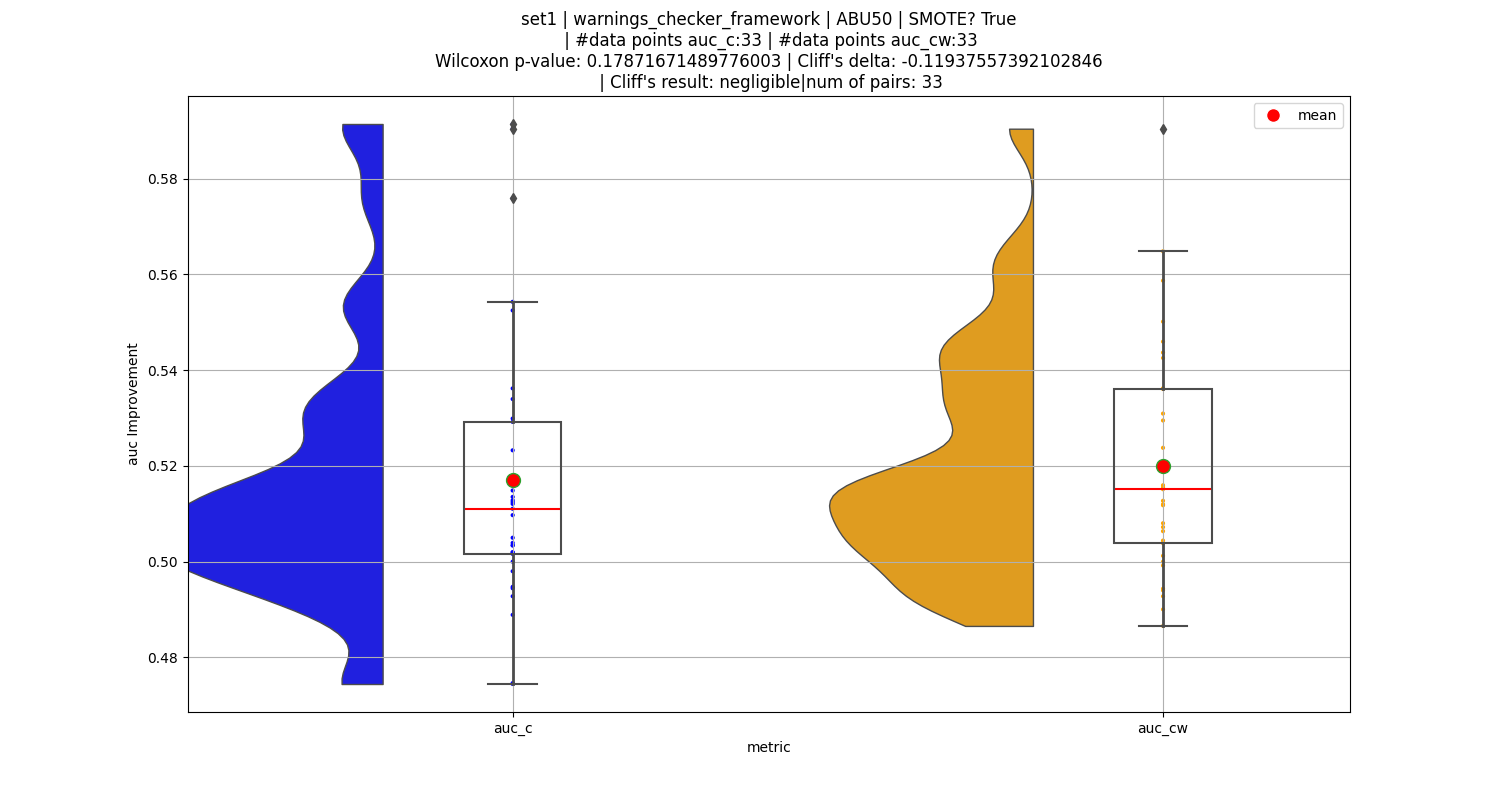 set1 | warnings_checker_framework | ABU50 | SMOTE? True
| #data points auc_c:33 | #data points auc_cw:33
Wilcoxon p-value: 0.17871671489776003 | Cliff's delta: -0.11937557392102846
| Cliff's result: negligible|num of pairs: 33
mean
0.58
0.56
0.54
0.52
0.50
0.48
auc Improvement
auc_c
auc_cw
metric